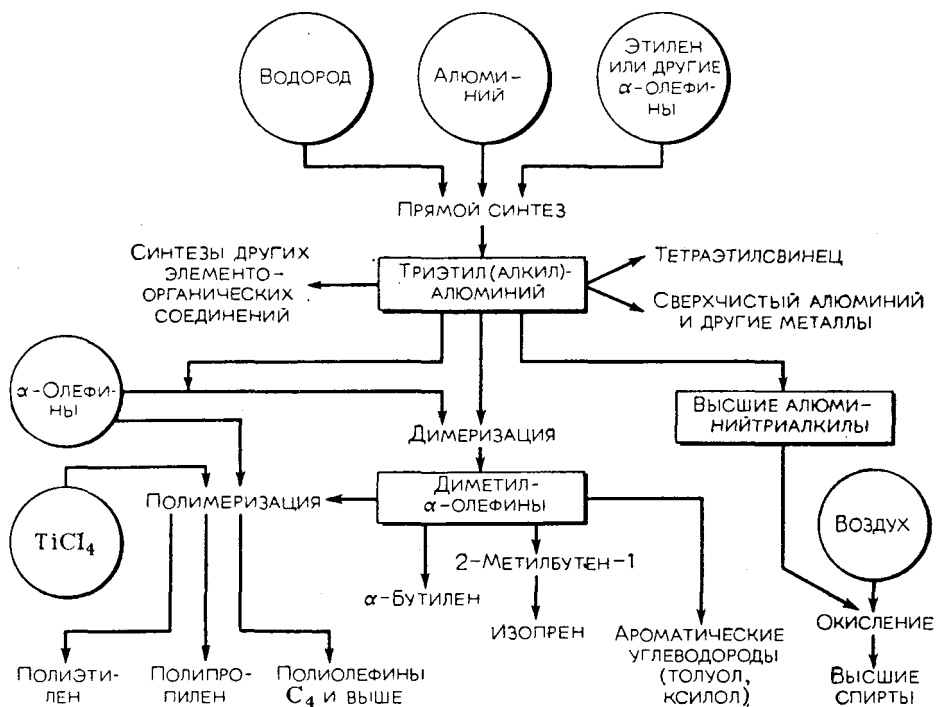 Водород
Алюми-
ний
Этилен
или другие
α-олефи-
ны
Прямой синтез
Синтезы других
элементо-
органических
соединений
Триэтил(алкил)-
алюминий
Тетраэтилсвинец
Сверхчистый алюминий
и другие металлы
α-Олефи-
ны
Высшие алюми-
нийтриалкилы
Димеризация
Диметил-
α-олефины
Полимеризация
TiCl₄
Воздух
2-Метилбутен-1
α-Бутилен
Изопрен
Ароматические
углеводороды
(толуол,
ксилол)
Окисление
Полиэти-
лен
Полипро-
пилен
Полиолефины
C₄ и выше
Высшие
спирты